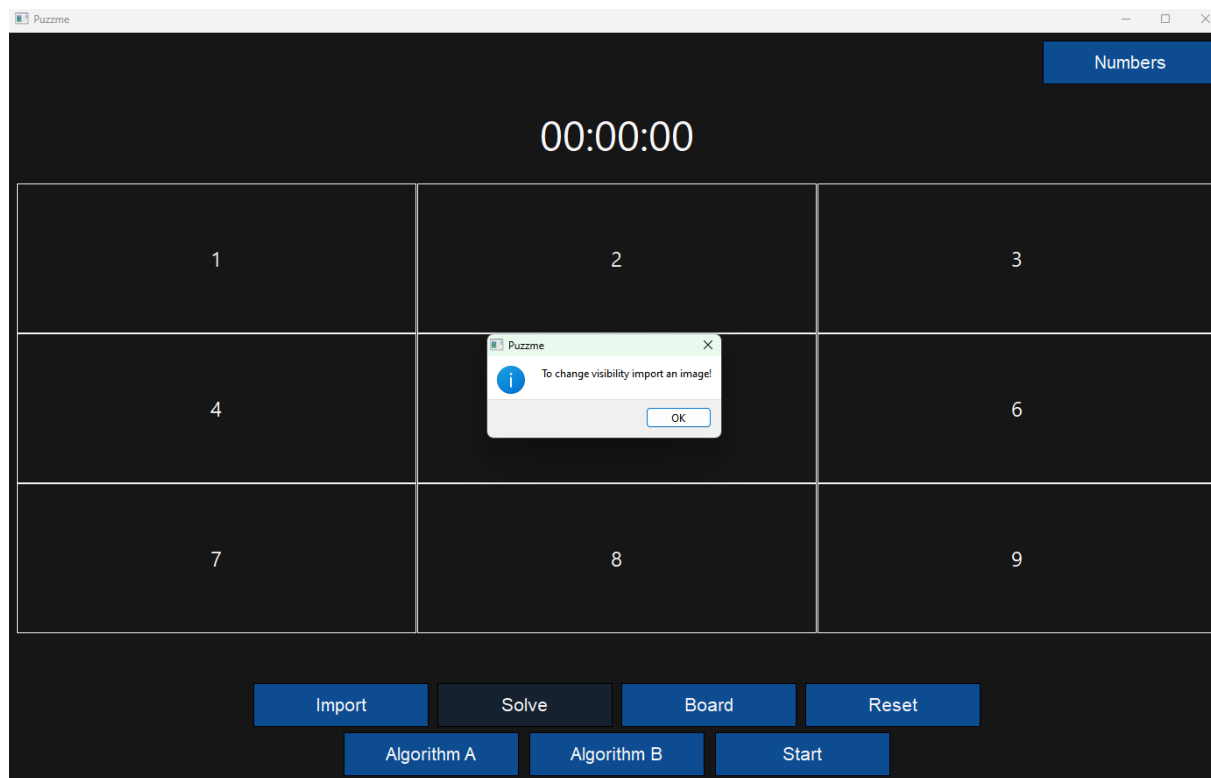 Puzzme
Numbers
00:00:00
1 2 3
Puzzme
To change visibility import an image!
4 6
OK
7 8 9
Import Solve Board Reset
Algorithm A Algorithm B Start